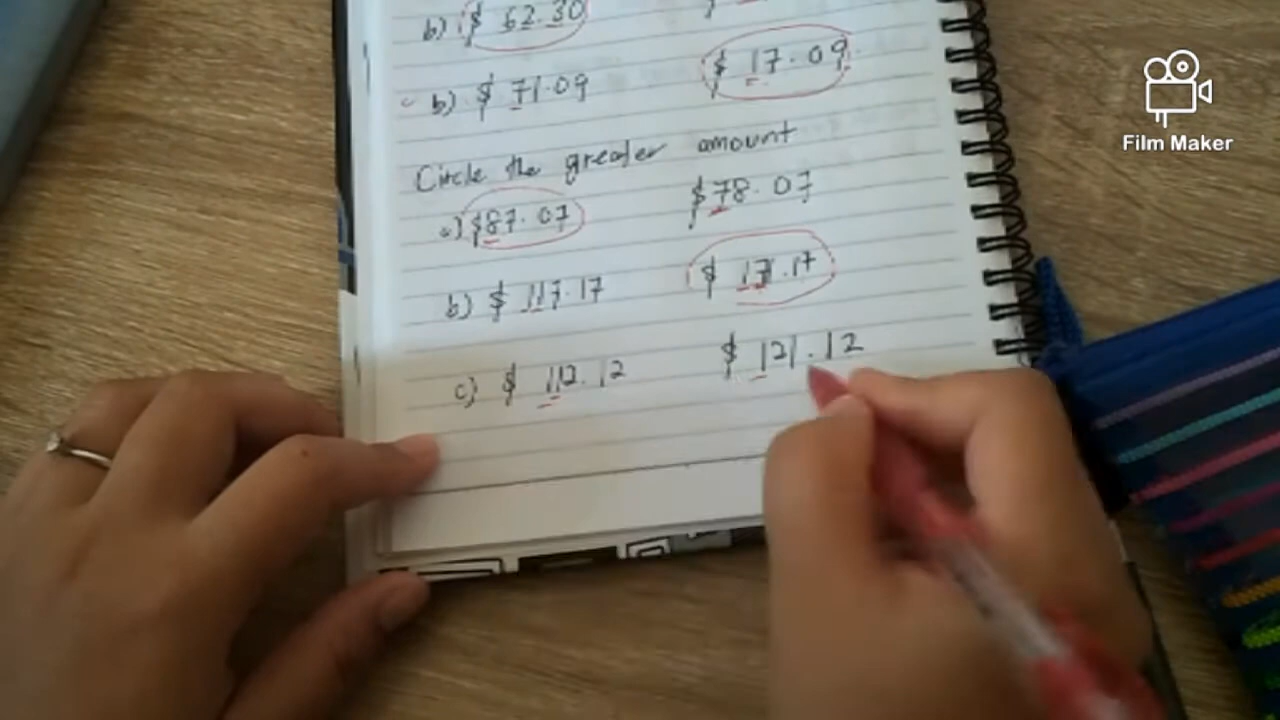 b) $ 62.30
b) $ 71.09 $ 17.09
Circle the greater amount
a) $87.07 $78.07
b) $ 117.17 $ 171.17
c) $ 112.12 $ 121.12
Film Maker